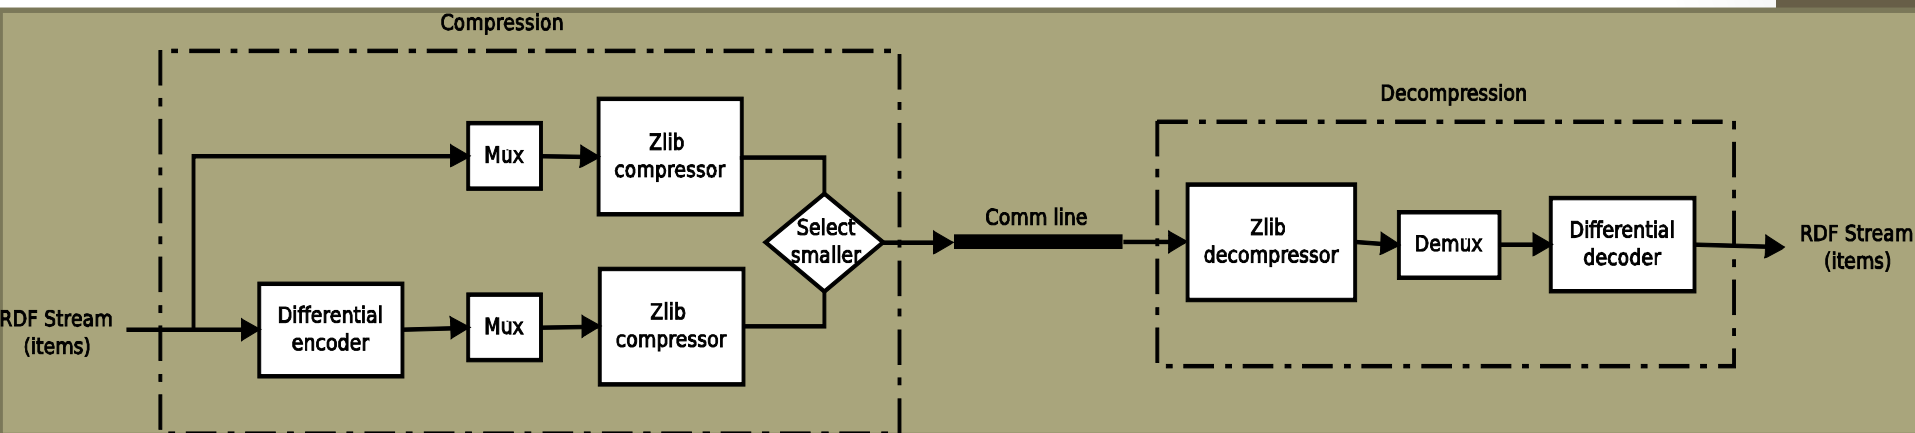 Compression
Mux
Zlib
compressor
Select
smaller
RDF Stream
(items)
Differential
encoder
Mux
Zlib
compressor
Comm line
Decompression
Zlib
decompressor
Demux
Differential
decoder
RDF Stream
(items)